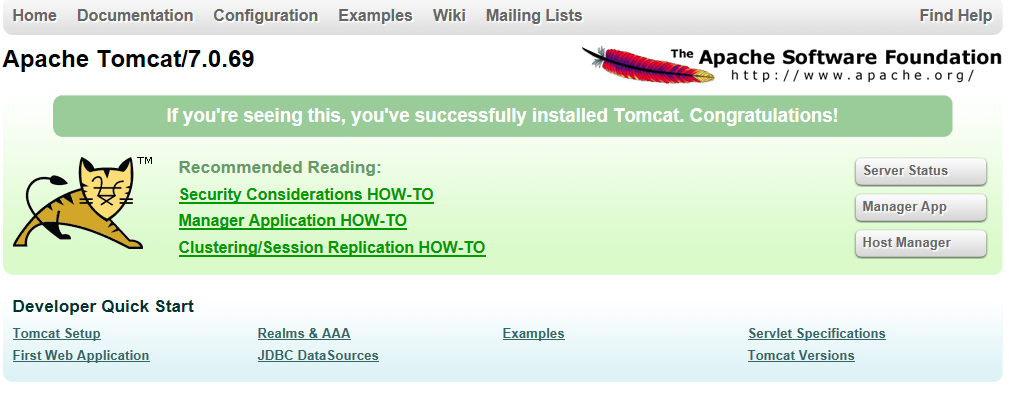 Home Documentation Configuration Examples Wiki Mailing Lists Find Help
Apache Tomcat/7.0.69
The Apache Software Foundation
http://www.apache.org/
If you're seeing this, you've successfully installed Tomcat. Congratulations!
TM
Recommended Reading:
Security Considerations HOW-TO
Manager Application HOW-TO
Clustering/Session Replication HOW-TO
Server Status
Manager App
Host Manager
Developer Quick Start
Tomcat Setup
First Web Application
Realms & AAA
JDBC DataSources
Examples
Servlet Specifications
Tomcat Versions